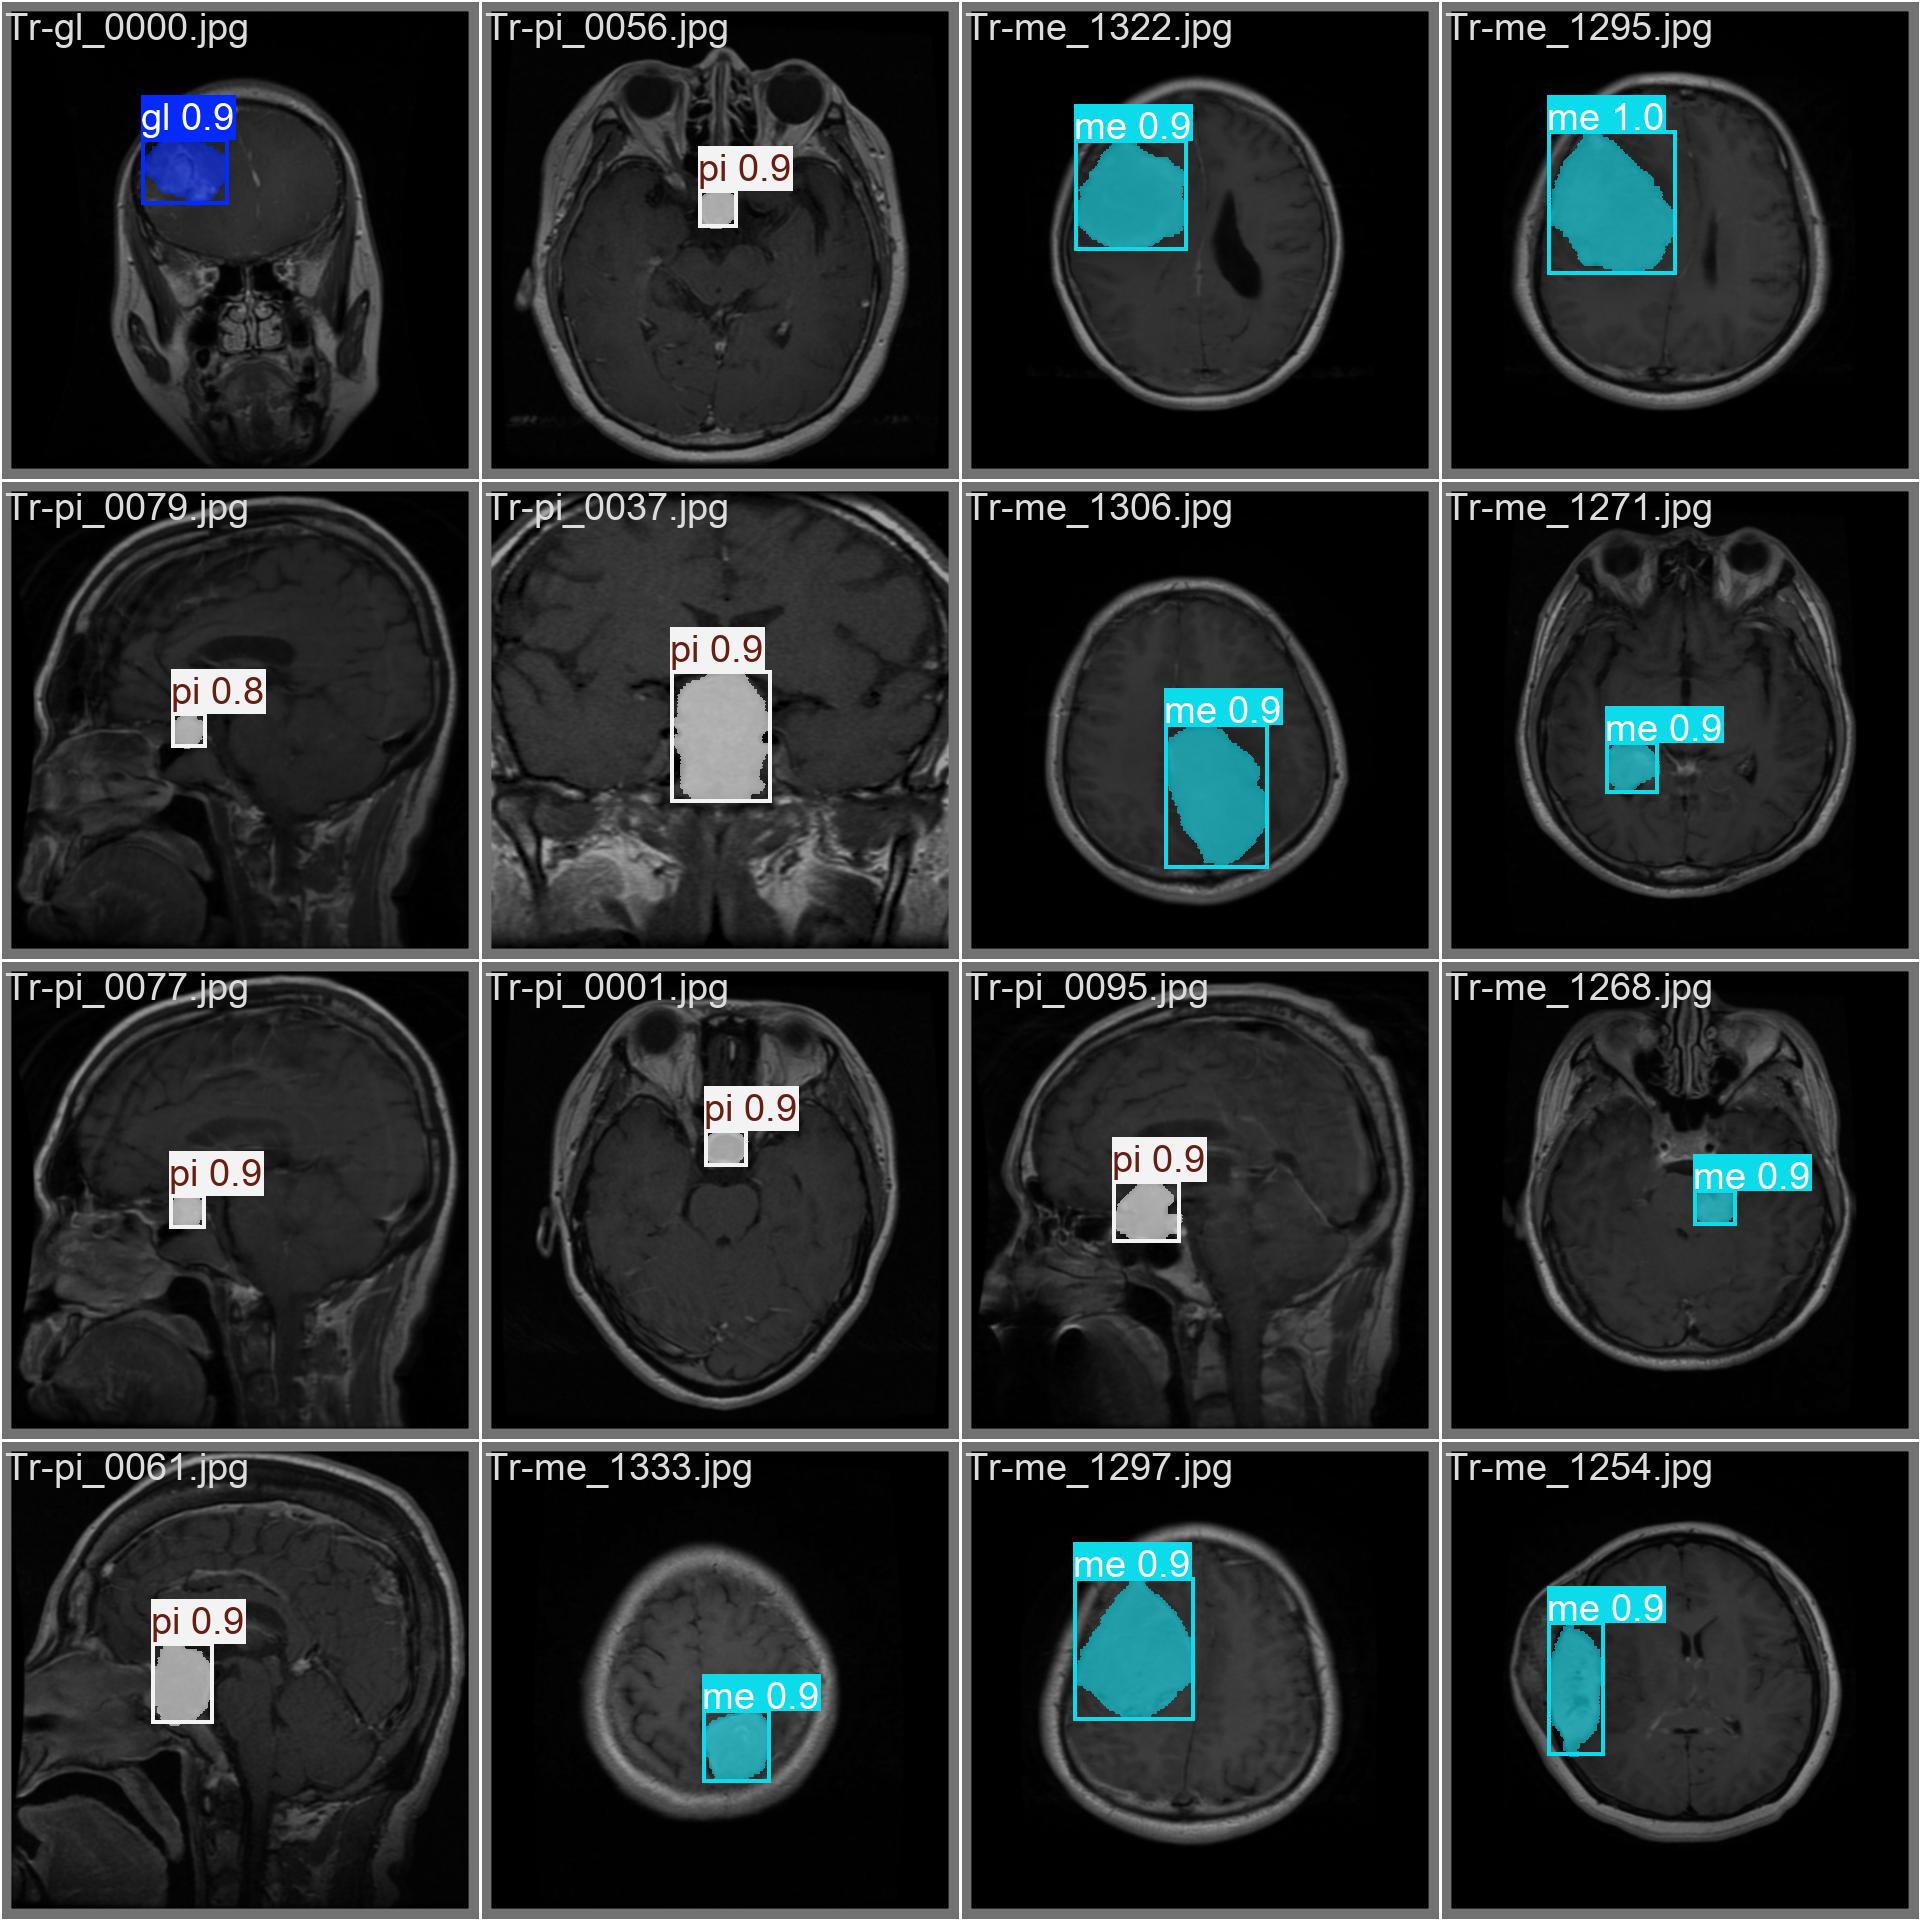 Tr-gl_0000.jpg
gl 0.9
Tr-pi_0056.jpg
pi 0.9
Tr-me_1322.jpg
me 0.9
Tr-me_1295.jpg
me 1.0
Tr-pi_0079.jpg
pi 0.8
Tr-pi_0037.jpg
pi 0.9
Tr-me_1306.jpg
me 0.9
Tr-me_1271.jpg
me 0.9
Tr-pi_0077.jpg
pi 0.9
Tr-pi_0001.jpg
pi 0.9
Tr-pi_0095.jpg
pi 0.9
Tr-me_1268.jpg
me 0.9
Tr-pi_0061.jpg
pi 0.9
Tr-me_1333.jpg
me 0.9
Tr-me_1297.jpg
me 0.9
Tr-me_1254.jpg
me 0.9